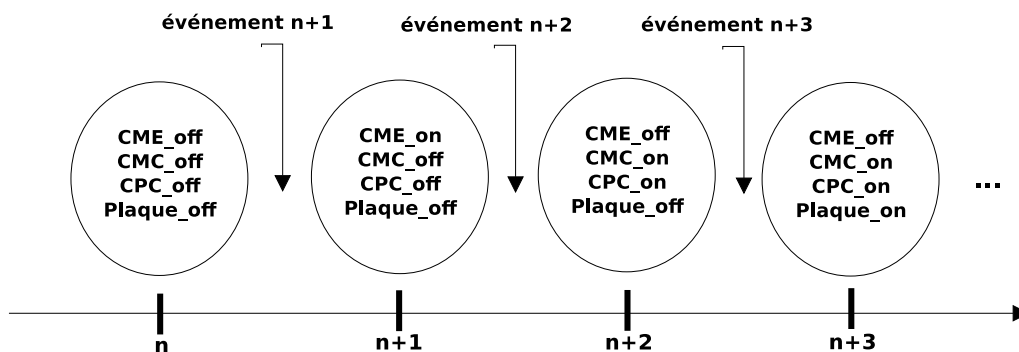 événement n+1
événement n+2
événement n+3
CME_off
CMC_off
CPC_off
Plaque_off
CME_on
CMC_off
CPC_off
Plaque_off
CME_off
CMC_on
CPC_on
Plaque_off
CME_off
CMC_on
CPC_on
Plaque_on
...
n
n+1
n+2
n+3